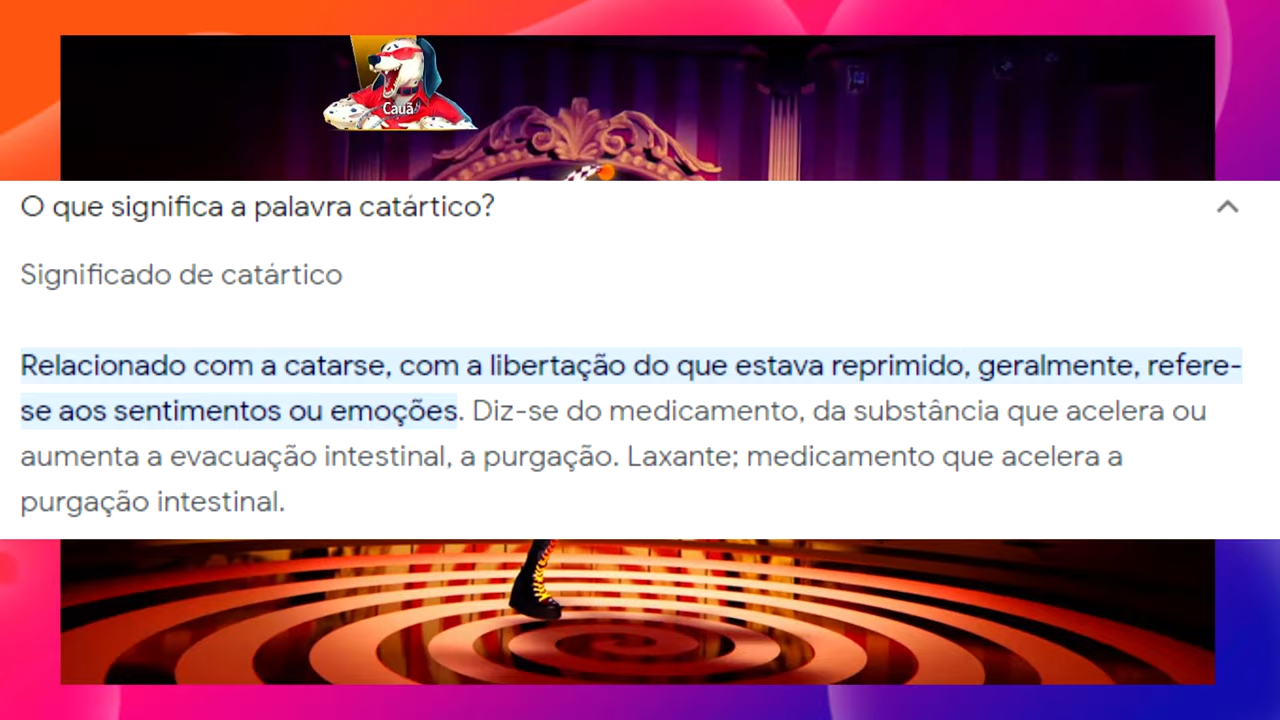 Cauã
O que significa a palavra catártico?
Significado de catártico
Relacionado com a catarse, com a libertação do que estava reprimido, geralmente, refere-
se aos sentimentos ou emoções. Diz-se do medicamento, da substância que acelera ou
aumenta a evacuação intestinal, a purgação. Laxante; medicamento que acelera a
purgação intestinal.